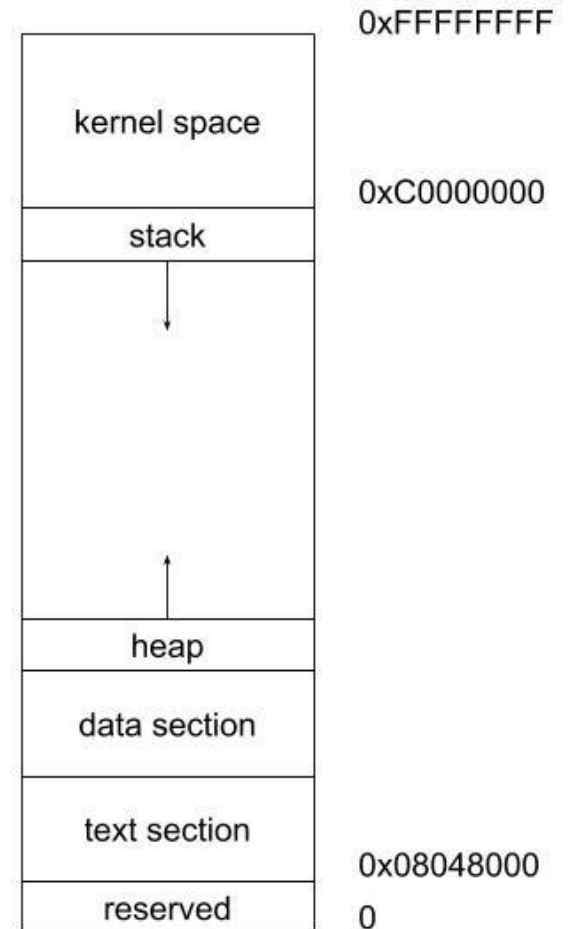 0xFFFFFFFF
kernel space
0xC0000000
stack
heap
data section
text section
0x08048000
reserved
0